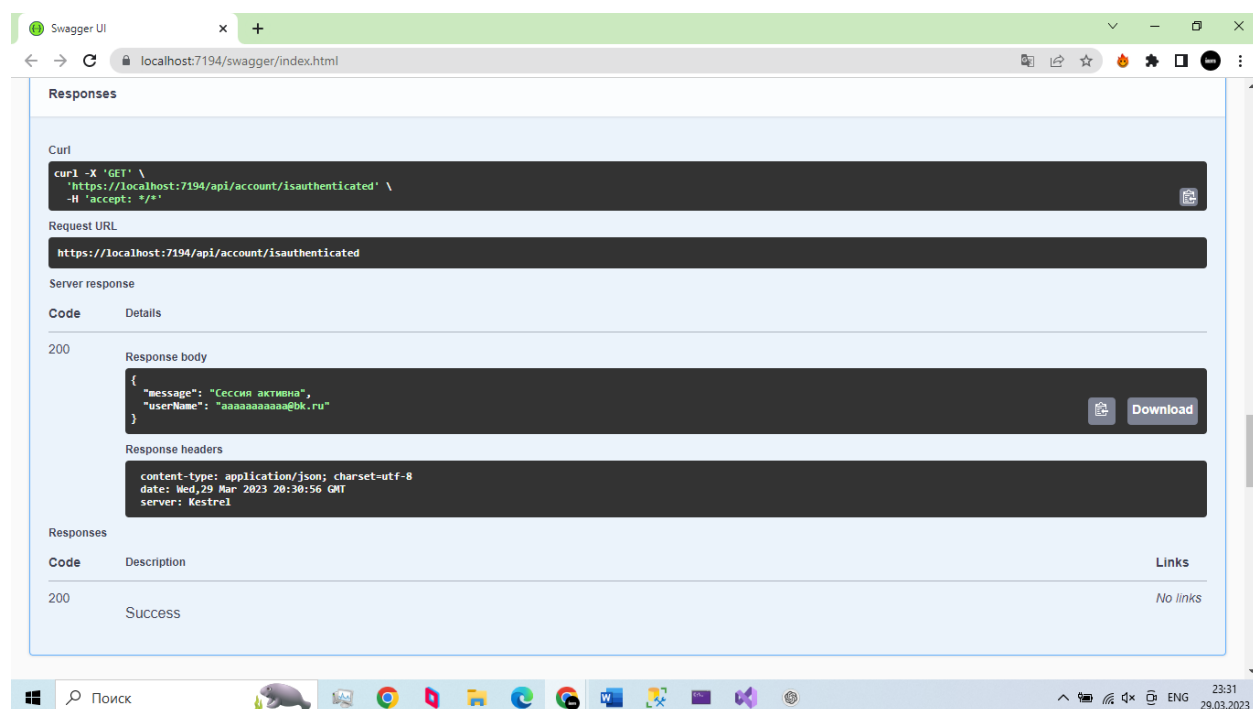 Swagger UI
localhost:7194/swagger/index.html
Responses
Curl
curl -X 'GET' \
'https://localhost:7194/api/account/isauthenticated' \
-H 'accept: */*'
Request URL
https://localhost:7194/api/account/isauthenticated
Server response
Code Details
200
Response body
{
"message": "Сессия активна",
"userName": "aaaaaaaaaaa@bk.ru"
}
Download
Response headers
content-type: application/json; charset=utf-8
date: Wed,29 Mar 2023 20:30:56 GMT
server: Kestrel
Responses
Code Description Links
200 Success No links
Поиск
ENG
23:31
29.03.2023